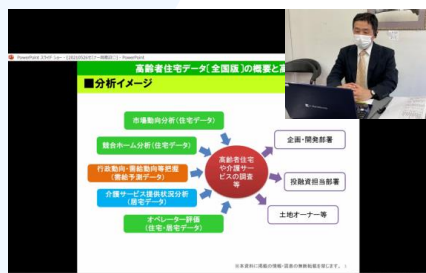 高齢者住宅データ〔全国版〕の概要と高
■分析イメージ
市場動向分析(住宅データ)
競合ホーム分析(住宅データ)
行政動向・需給動向等把握
(需給予測データ)
介護サービス提供状況分析
(居宅データ)
オペレーター評価
(住宅・居宅データ)
高齢者住宅
や介護サー
ビスの調査
等
企画・開発部署
投融資担当部署
土地オーナー等